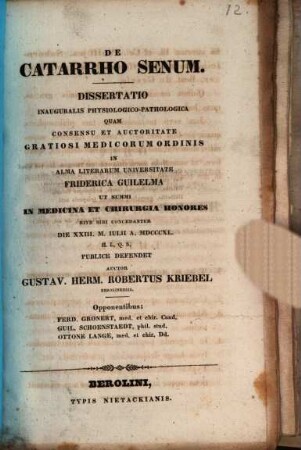 12.
DE
CATARRHO SENUM.
DISSERTATIO
INAUGURALIS PHYSIOLOGICO-PATHOLOGICA
QUAM
CONSENSU ET AUCTORITATE
GRATIOSI MEDICORUM ORDINIS
IN
ALMA LITERARUM UNIVERSITATE
FRIDERICA GUILELMA
UT SUMMI
IN MEDICINA ET CHIRURGIA HONORES
RITE SIBI CONCEDANTUR
DIE XXIII. M. IULII A. MDCCCXL.
H. L. Q. S.
PUBLICE DEFENDET
AUCTOR
GUSTAV. HERM. ROBERTUS KRIEBEL
Opponentibus:
FERD. GRONERT, med. et chir. Cand.
GUIL. SCHOENSTAEDT, phil. stud.
OTTONE LANGE, med. et chir. Dd.
BEROLINI,
TYPIS NIETACKIANIS.